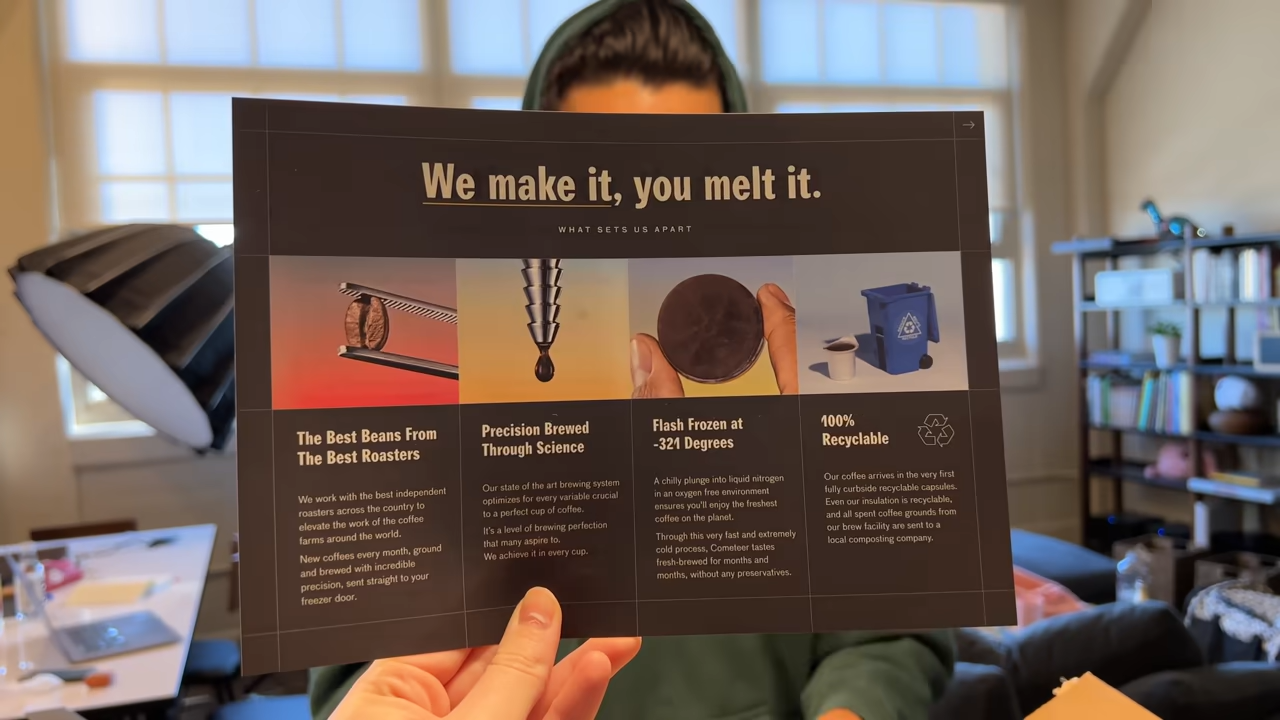 We make it, you melt it.
WHAT SETS US APART
The Best Beans From
The Best Roasters
We work with the best independent
roasters across the country to
elevate the work of the coffee
farms around the world.
New coffees every month, ground
and brewed with incredible
precision, sent straight to your
freezer door.
Precision Brewed
Through Science
Our state of the art brewing system
optimizes for every variable crucial
to a perfect cup of coffee.
It's a level of brewing perfection
that many aspire to.
We achieve it in every cup.
Flash Frozen at
-321 Degrees
A chilly plunge into liquid nitrogen
in an oxygen free environment
ensures you'll enjoy the freshest
coffee on the planet.
Through this very fast and extremely
cold process, Cometeer tastes
fresh-brewed for months and
months, without any preservatives.
100%
Recyclable
Our coffee arrives in the very first
fully curbside recyclable capsules.
Even our insulation is recyclable,
and all spent coffee grounds from
our brew facility are sent to a
local composting company.